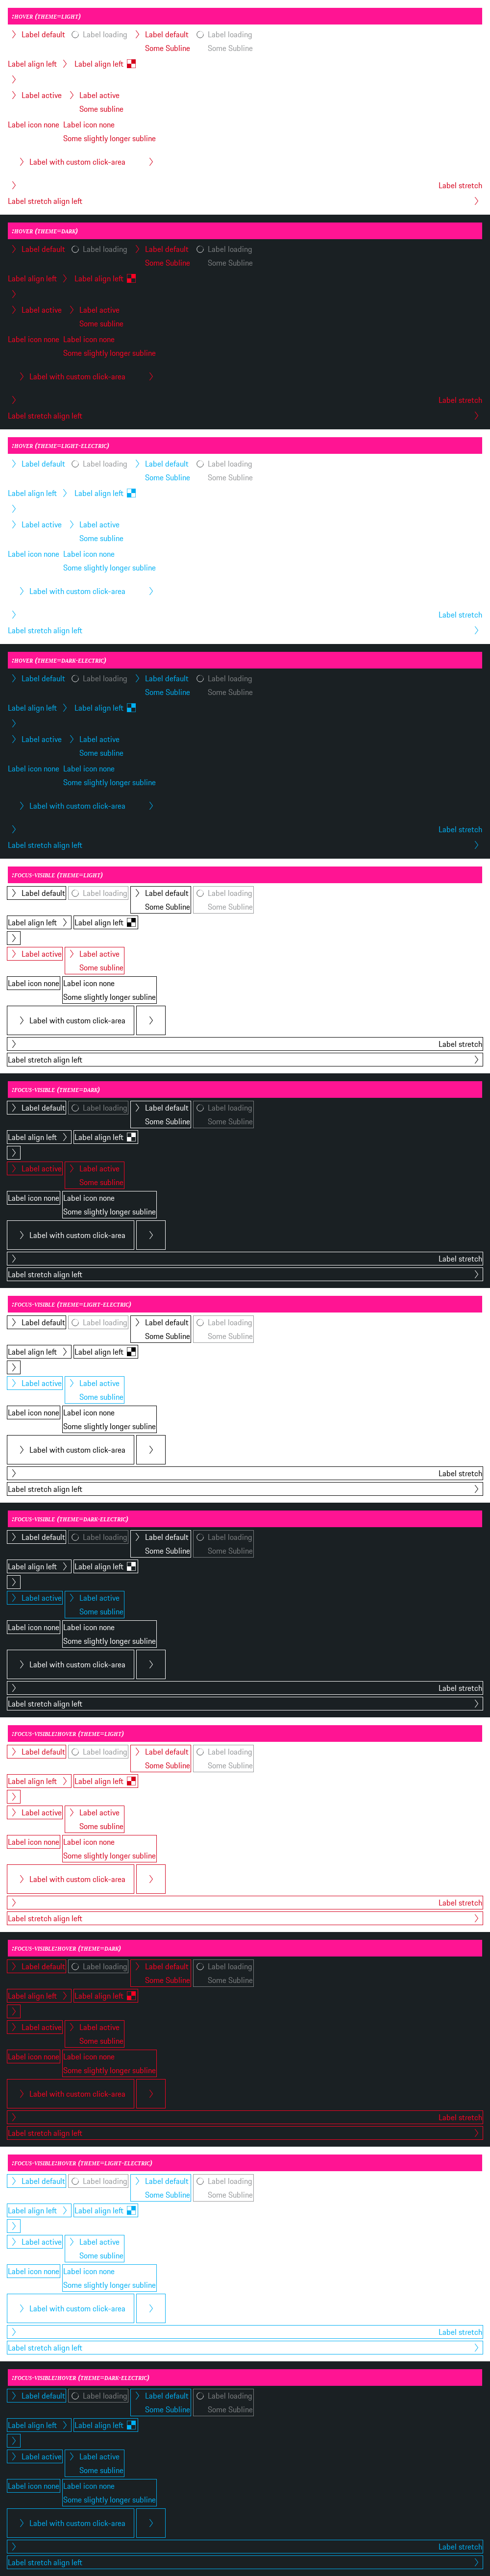 :HOVER (THEME=LIGHT)
Label default Label loading Label default Label loading
Some Subline Some Subline
Label align left Label align left
Label active Label active
Some subline
Label icon none Label icon none
Some slightly longer subline
Label with custom click-area
Label stretch
Label stretch align left
:HOVER (THEME=DARK)
Label default Label loading Label default Label loading
Some Subline Some Subline
Label align left Label align left
Label active Label active
Some subline
Label icon none Label icon none
Some slightly longer subline
Label with custom click-area
Label stretch
Label stretch align left
:HOVER (THEME=LIGHT-ELECTRIC)
Label default Label loading Label default Label loading
Some Subline Some Subline
Label align left Label align left
Label active Label active
Some subline
Label icon none Label icon none
Some slightly longer subline
Label with custom click-area
Label stretch
Label stretch align left
:HOVER (THEME=DARK-ELECTRIC)
Label default Label loading Label default Label loading
Some Subline Some Subline
Label align left Label align left
Label active Label active
Some subline
Label icon none Label icon none
Some slightly longer subline
Label with custom click-area
Label stretch
Label stretch align left
:FOCUS-VISIBLE (THEME=LIGHT)
Label default Label loading Label default Label loading
Some Subline Some Subline
Label align left Label align left
Label active Label active
Some subline
Label icon none Label icon none
Some slightly longer subline
Label with custom click-area
Label stretch
Label stretch align left
:FOCUS-VISIBLE (THEME=DARK)
Label default Label loading Label default Label loading
Some Subline Some Subline
Label align left Label align left
Label active Label active
Some subline
Label icon none Label icon none
Some slightly longer subline
Label with custom click-area
Label stretch
Label stretch align left
:FOCUS-VISIBLE (THEME=LIGHT-ELECTRIC)
Label default Label loading Label default Label loading
Some Subline Some Subline
Label align left Label align left
Label active Label active
Some subline
Label icon none Label icon none
Some slightly longer subline
Label with custom click-area
Label stretch
Label stretch align left
:FOCUS-VISIBLE (THEME=DARK-ELECTRIC)
Label default Label loading Label default Label loading
Some Subline Some Subline
Label align left Label align left
Label active Label active
Some subline
Label icon none Label icon none
Some slightly longer subline
Label with custom click-area
Label stretch
Label stretch align left
:FOCUS-VISIBLE:HOVER (THEME=LIGHT)
Label default Label loading Label default Label loading
Some Subline Some Subline
Label align left Label align left
Label active Label active
Some subline
Label icon none Label icon none
Some slightly longer subline
Label with custom click-area
Label stretch
Label stretch align left
:FOCUS-VISIBLE:HOVER (THEME=DARK)
Label default Label loading Label default Label loading
Some Subline Some Subline
Label align left Label align left
Label active Label active
Some subline
Label icon none Label icon none
Some slightly longer subline
Label with custom click-area
Label stretch
Label stretch align left
:FOCUS-VISIBLE:HOVER (THEME=LIGHT-ELECTRIC)
Label default Label loading Label default Label loading
Some Subline Some Subline
Label align left Label align left
Label active Label active
Some subline
Label icon none Label icon none
Some slightly longer subline
Label with custom click-area
Label stretch
Label stretch align left
:FOCUS-VISIBLE:HOVER (THEME=DARK-ELECTRIC)
Label default Label loading Label default Label loading
Some Subline Some Subline
Label align left Label align left
Label active Label active
Some subline
Label icon none Label icon none
Some slightly longer subline
Label with custom click-area
Label stretch
Label stretch align left